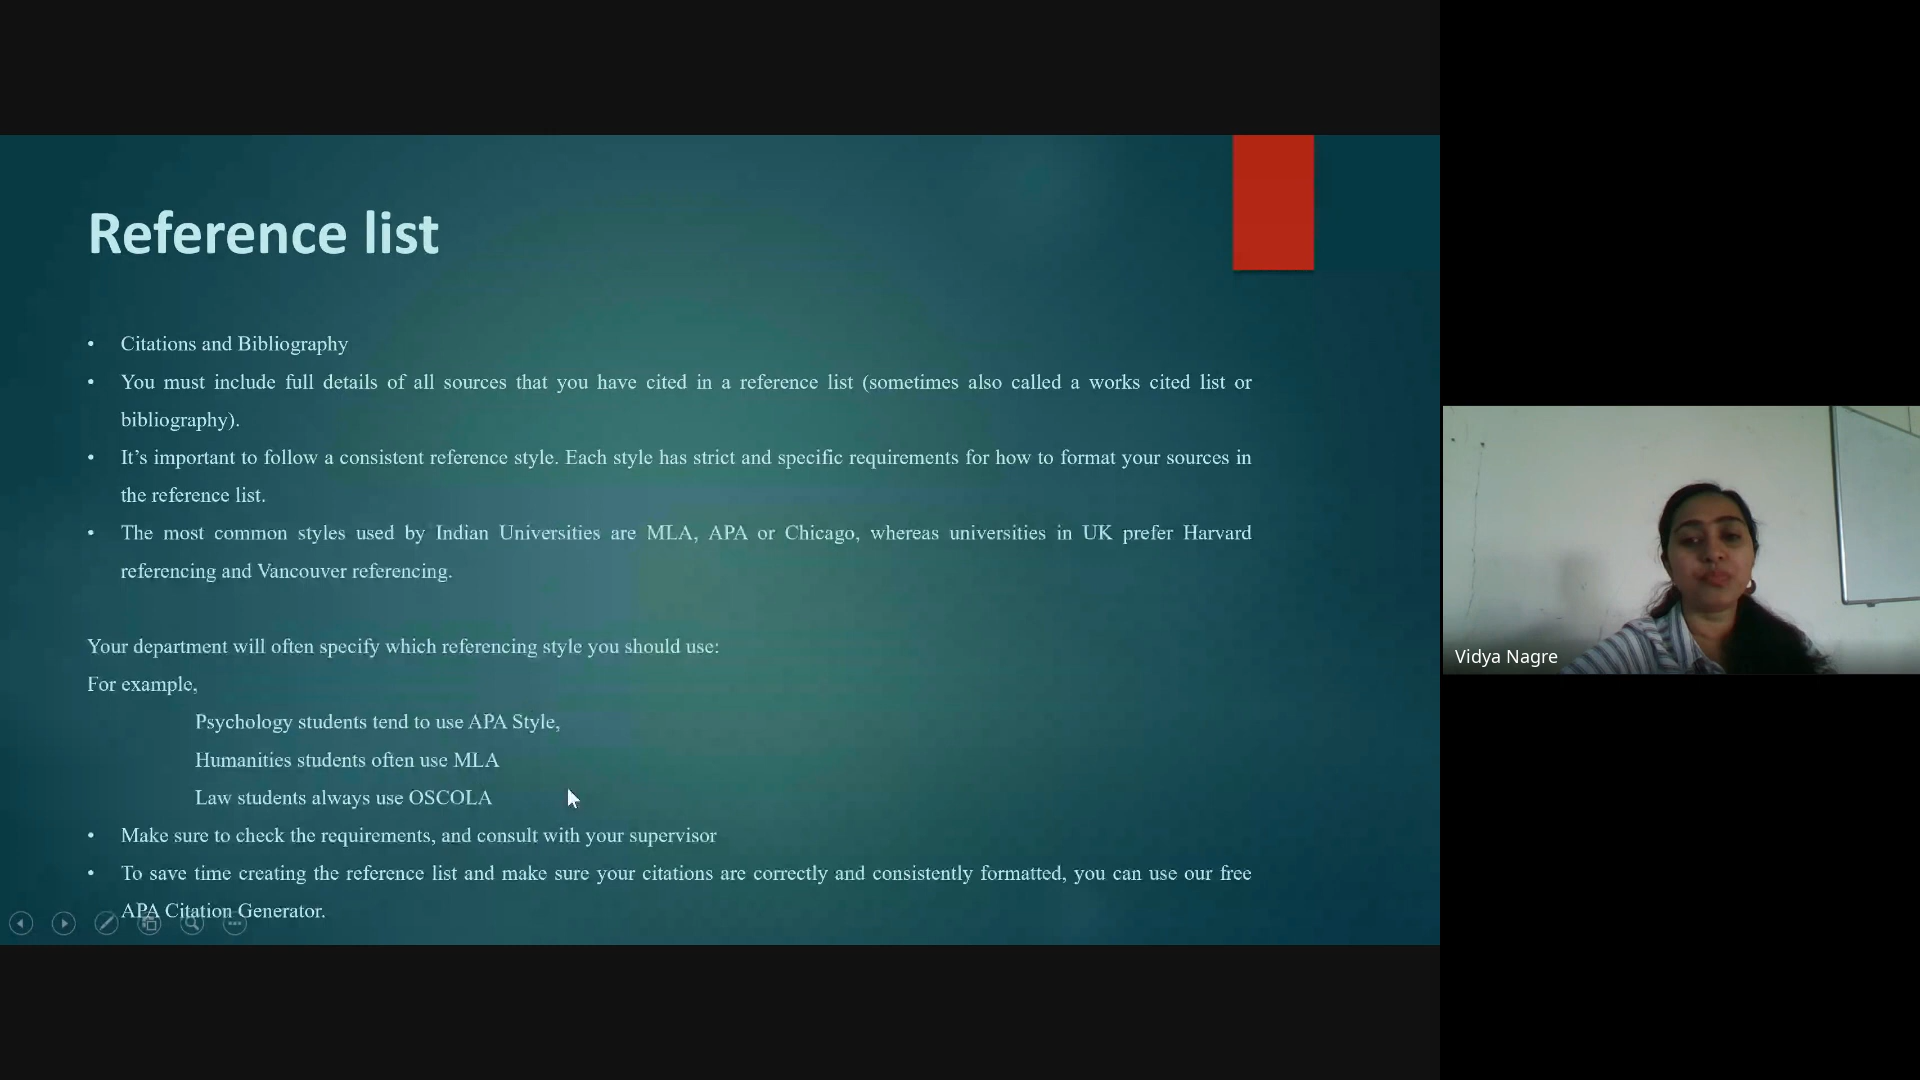 Reference list
• Citations and Bibliography
• You must include full details of all sources that you have cited in a reference list (sometimes also called a works cited list or
bibliography).
• It’s important to follow a consistent reference style. Each style has strict and specific requirements for how to format your sources in
the reference list.
• The most common styles used by Indian Universities are MLA, APA or Chicago, whereas universities in UK prefer Harvard
referencing and Vancouver referencing.
Your department will often specify which referencing style you should use:
For example,
Psychology students tend to use APA Style,
Humanities students often use MLA
Law students always use OSCOLA
• Make sure to check the requirements, and consult with your supervisor
• To save time creating the reference list and make sure your citations are correctly and consistently formatted, you can use our free
APA Citation Generator.
Vidya Nagre